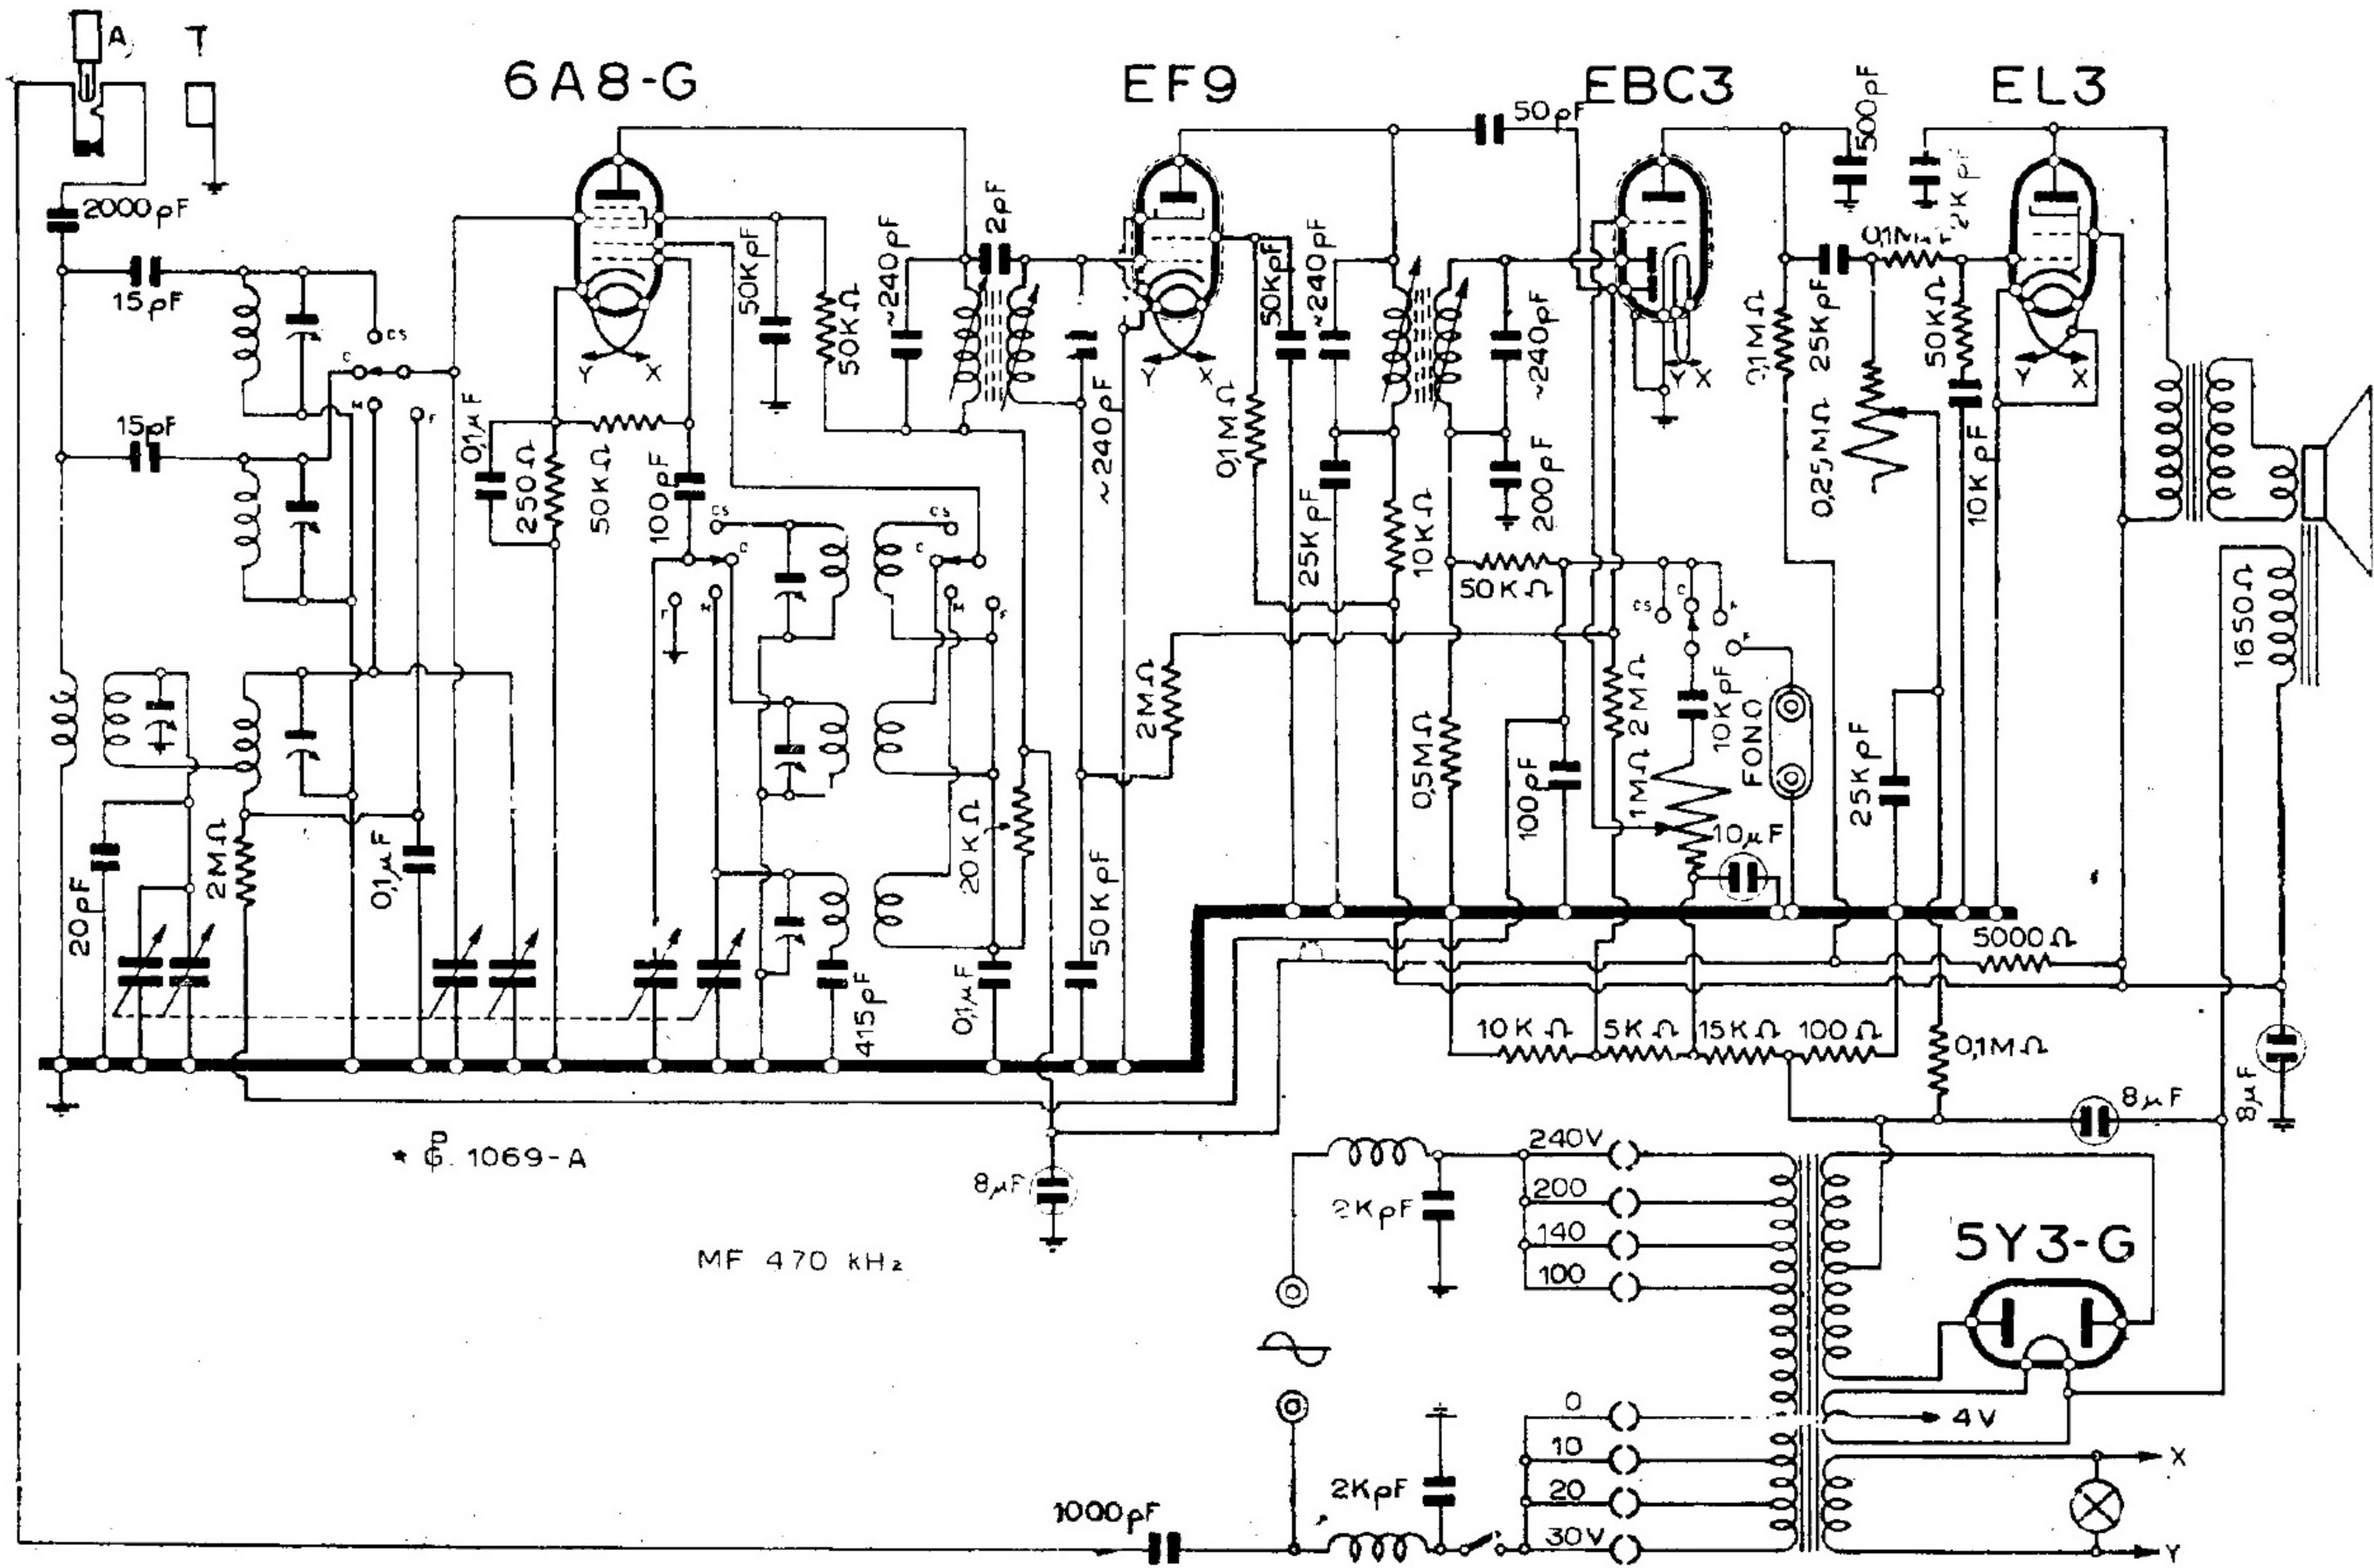 A
T
6A8-G
EF9
EBC3
EL3
2000pF
15pF
15pF
CS
C
M
F
0,1µF
250Ω
50KΩ
100pF
Y X
50KpF
50KΩ
~240pF
2pF
~240pF
Y X
0,1MΩ
50KpF
~240pF
25KpF
10KΩ
50pF
~240pF
200pF
50KΩ
Y X
500pF
2KpF
0,1MΩ
25KpF
0,25MΩ
50KΩ
10KpF
Y X
1650Ω
CS
C
M
CS
C
M
F
CS
C
F
20pF
2MΩ
0,1µF
415pF
20KΩ
0,1µF
50KpF
2MΩ
0,5MΩ
100pF
2MΩ
1MΩ
10KpF
FONO
10µF
25KpF
5000Ω
10KΩ
5KΩ
15KΩ
100Ω
0,1MΩ
8µF
8µF
8µF
1069-A
MF 470 kHz
2KpF
240V
200
140
100
5Y3-G
0
10
20
30V
4V
X
Y
2KpF
1000pF